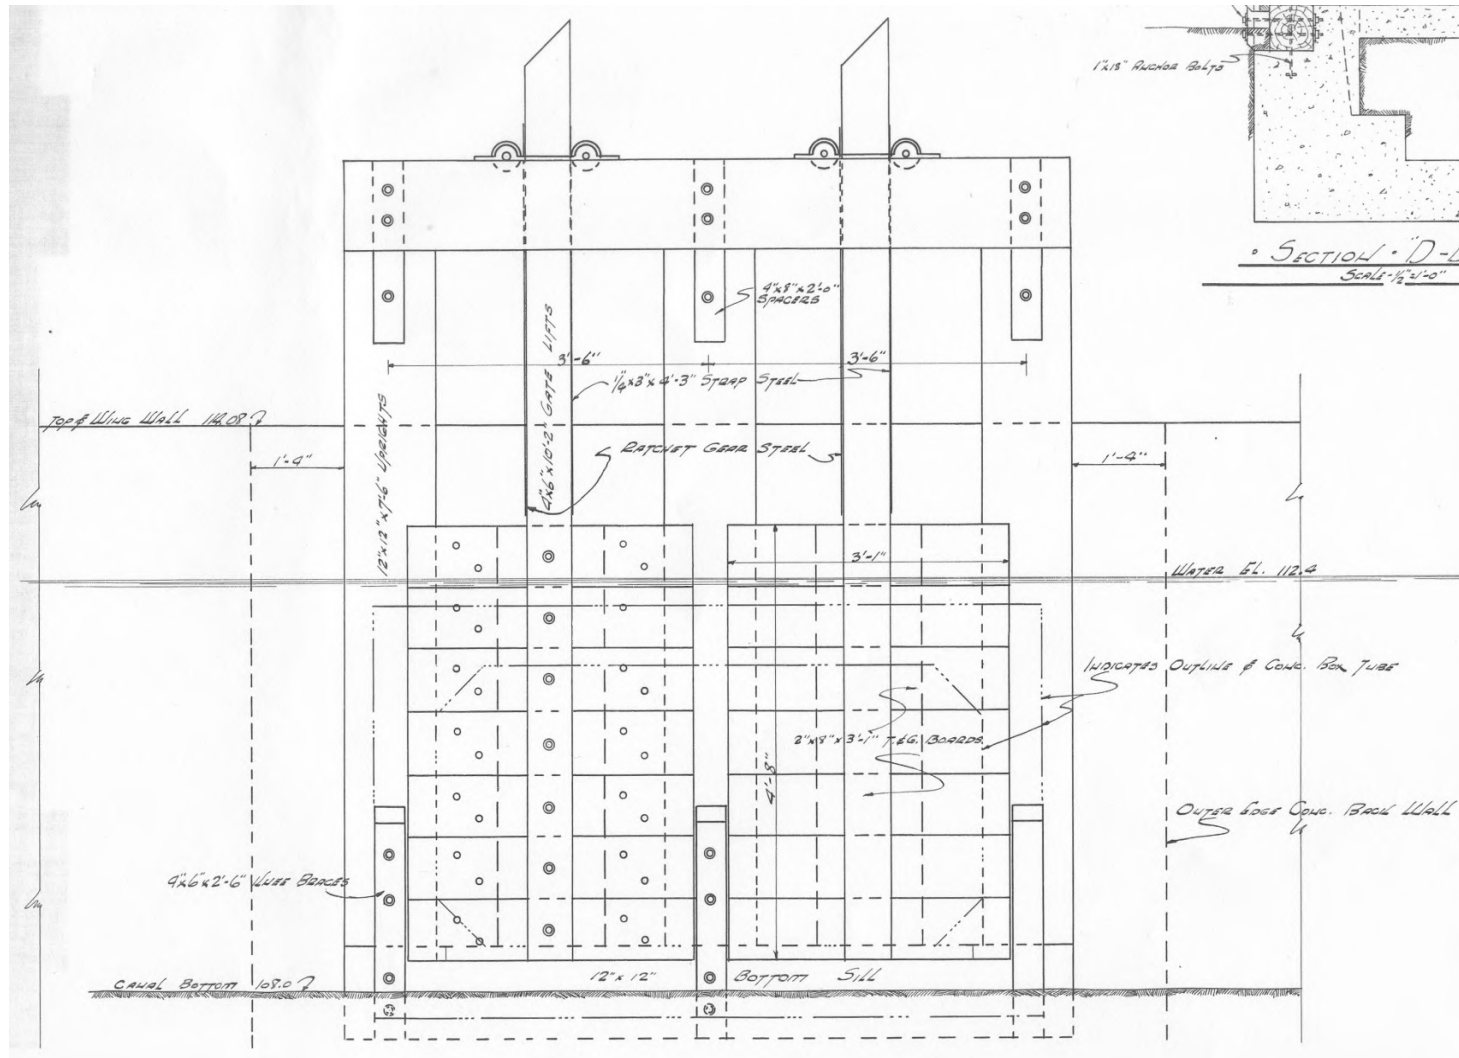 1"x18" ANCHOR BOLTS
SECTION "D-
SCALE-½"=1'-0"
4"x8"x2'-0"
SPACERS
3'-6"
3'-6"
¼"x3"x4'-3" STRAP STEEL
4"x6"x10'-2" GATE LIFTS
12"x12"x7'-6" UPRIGHTS
TOP OF WING WALL 114.08
1'-4"
RATCHET GEAR STEEL
1'-4"
3'-1"
WATER EL. 112.4
INDICATES OUTLINE OF CONC. BOX TUBE
2"x8"x3'-1" T.&G. BOARDS
4'-8"
OUTER EDGE CONC. BACK WALL
4"x6"x2'-6" KNEE BRACES
12"x12" BOTTOM SILL
CANAL BOTTOM 108.0